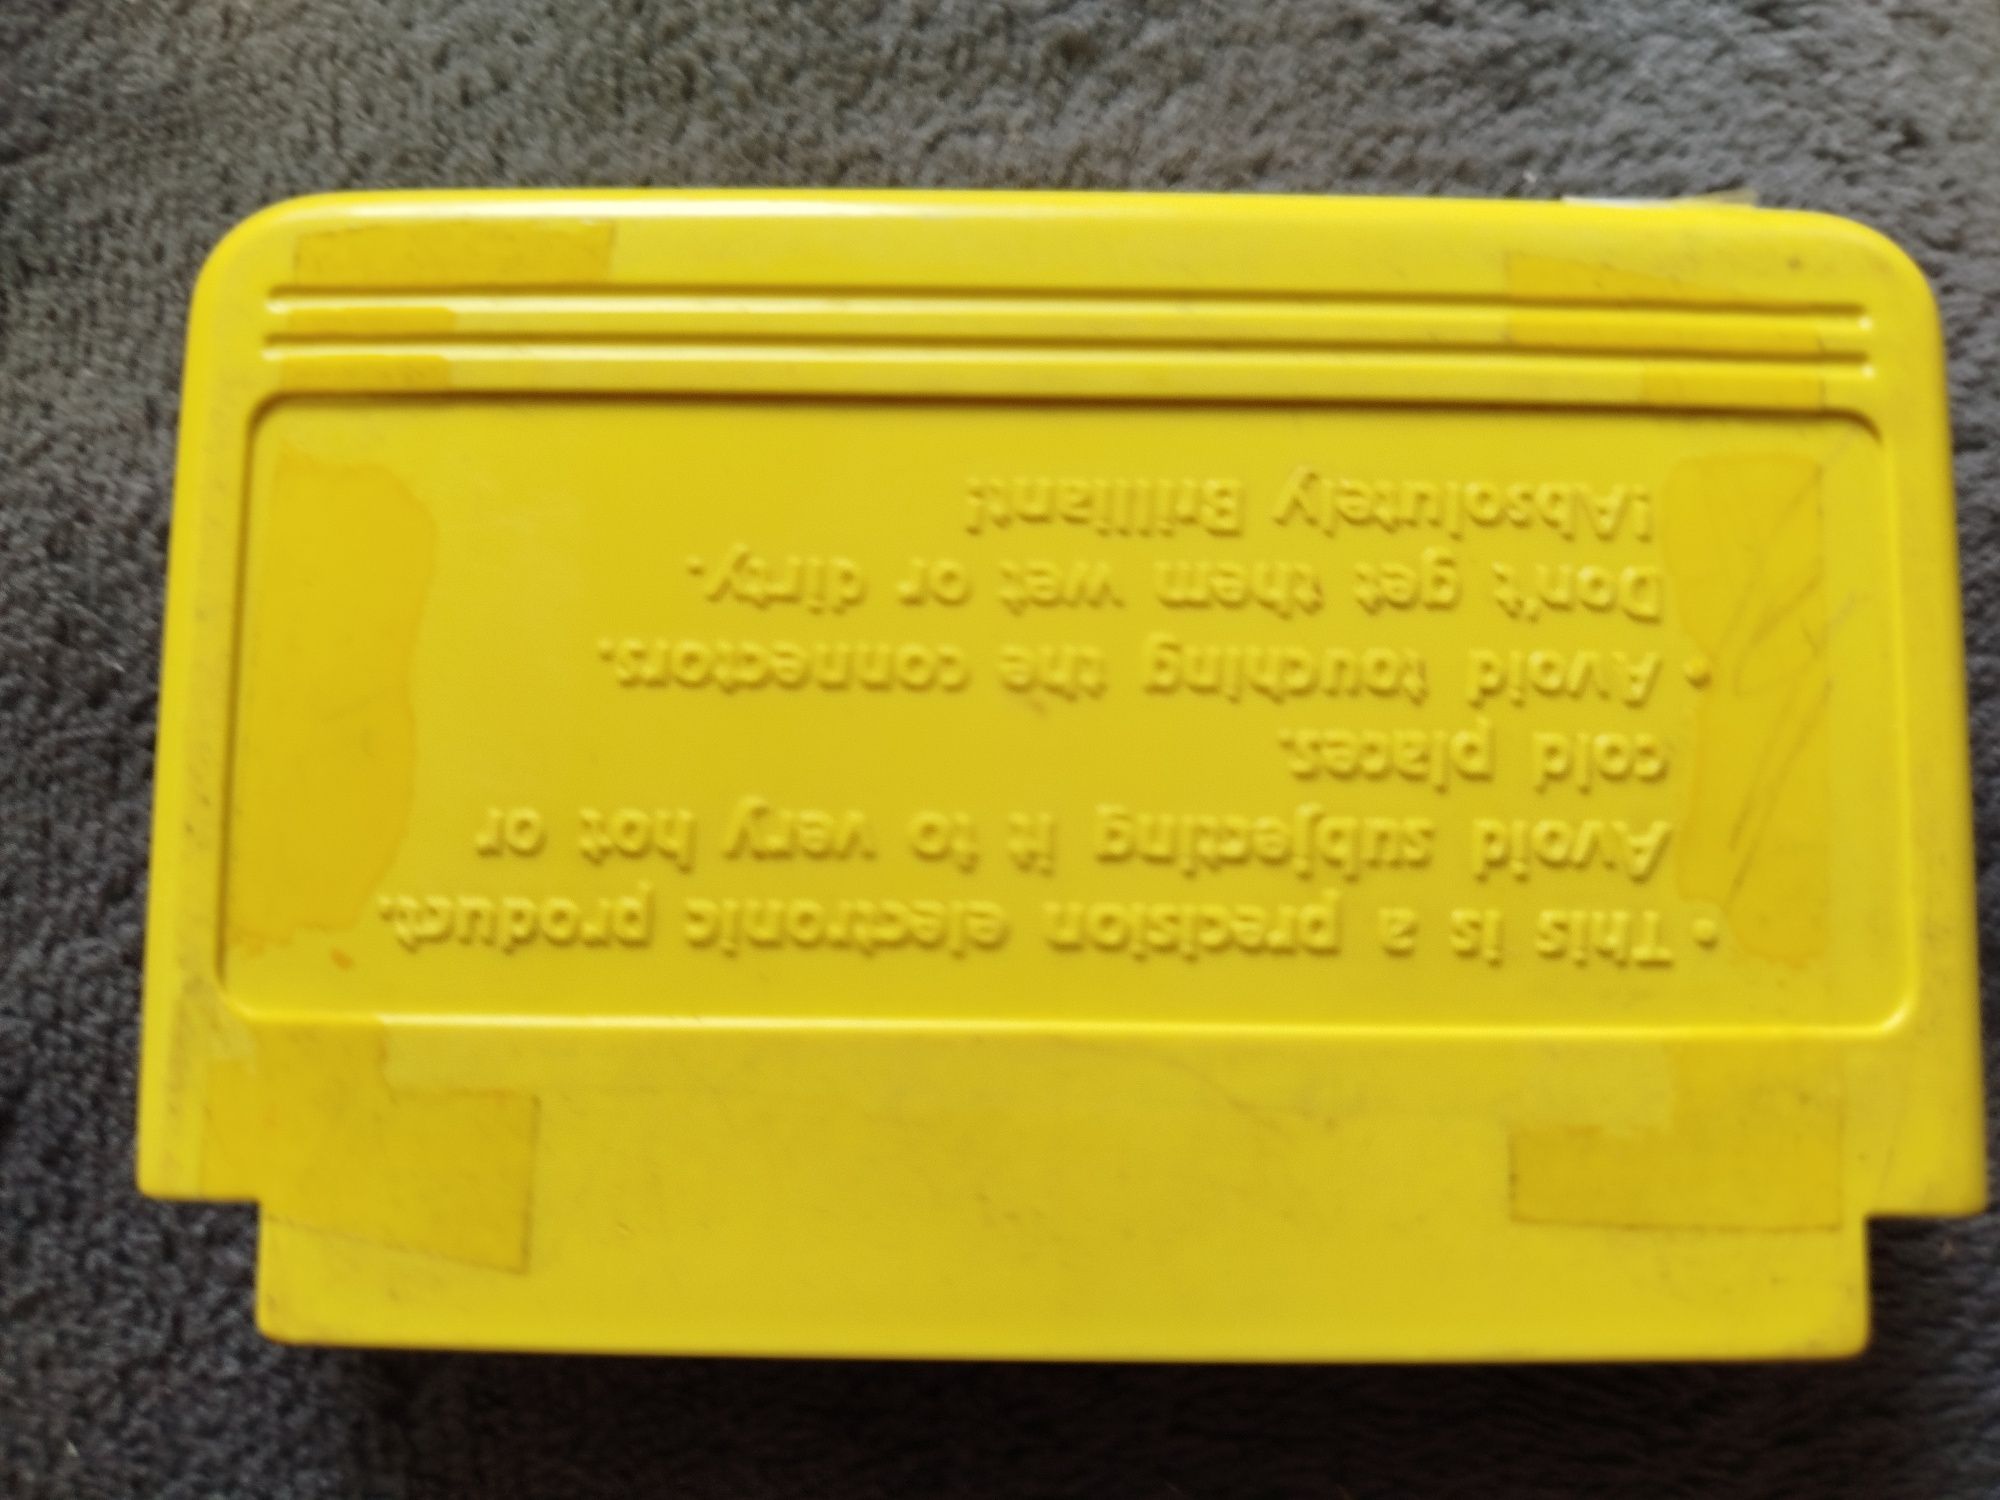 • This is a precision electronic product.
Avoid subjecting it to very hot or
cold places.
• Avoid touching the connectors.
Don't get them wet or dirty.
!Absolutely Brilliant!